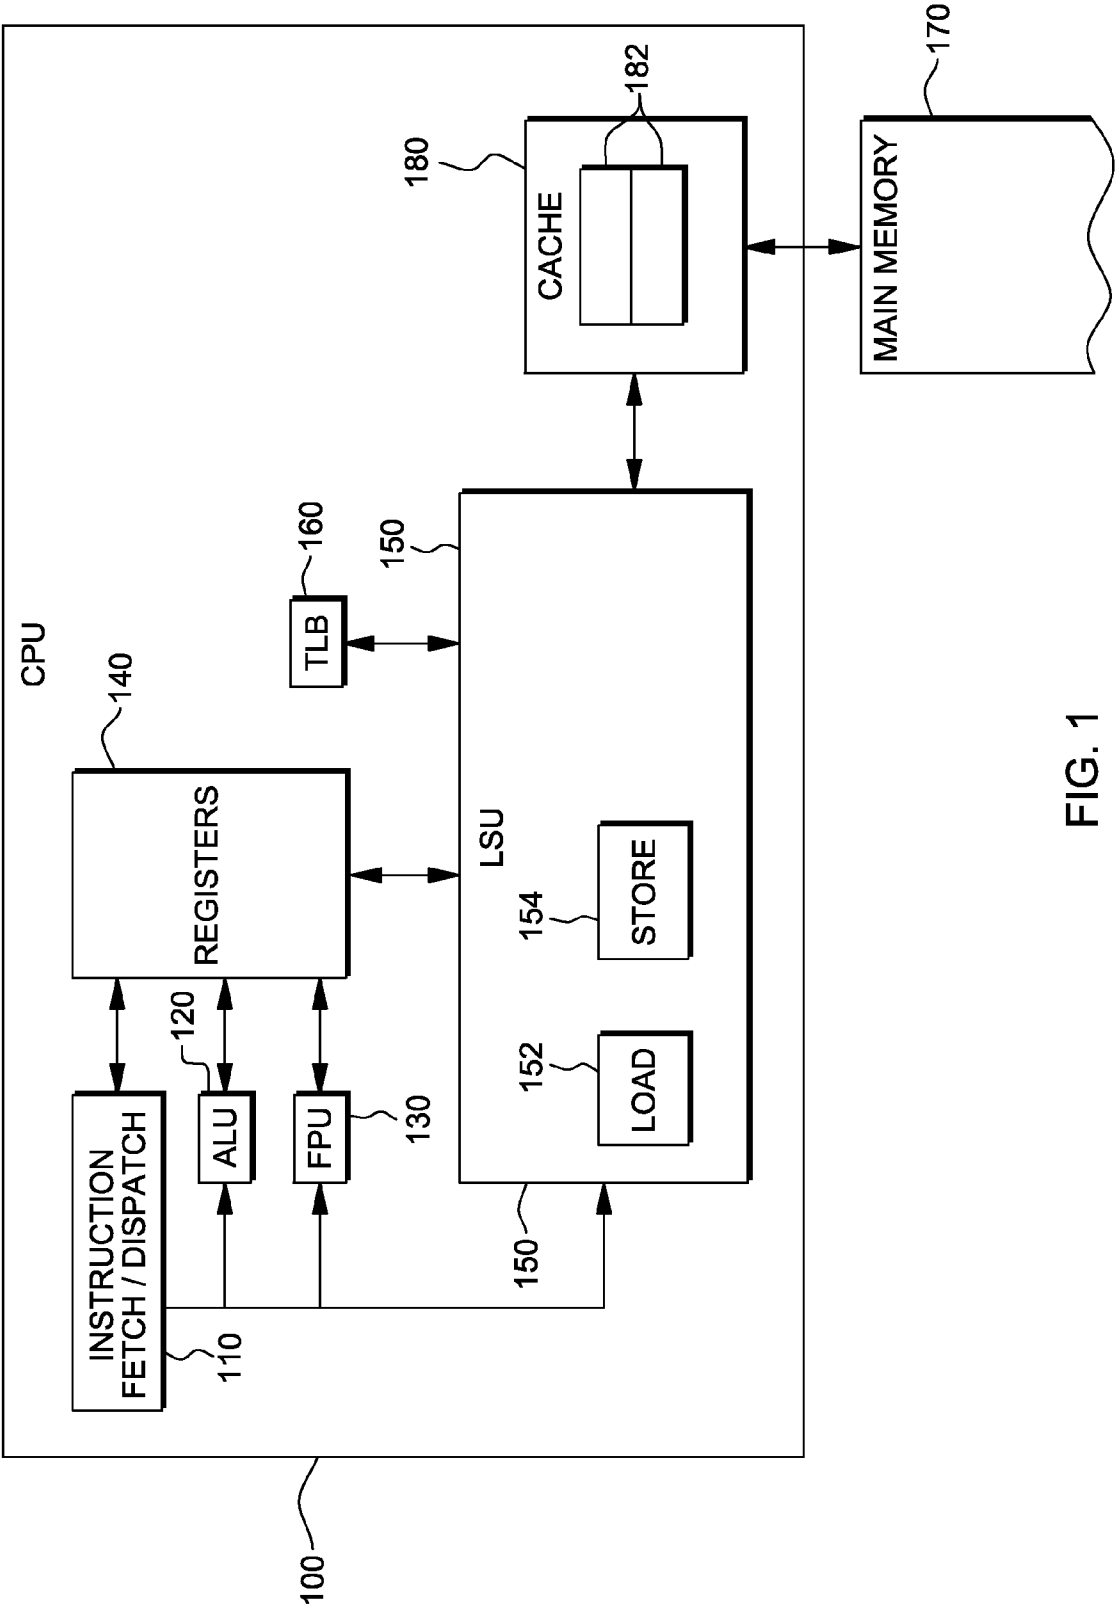 CPU
100
INSTRUCTION
FETCH / DISPATCH
110
ALU
120
FPU
130
REGISTERS
140
TLB
160
150
LSU
150
LOAD
152
STORE
154
CACHE
180
182
MAIN MEMORY
170
FIG. 1